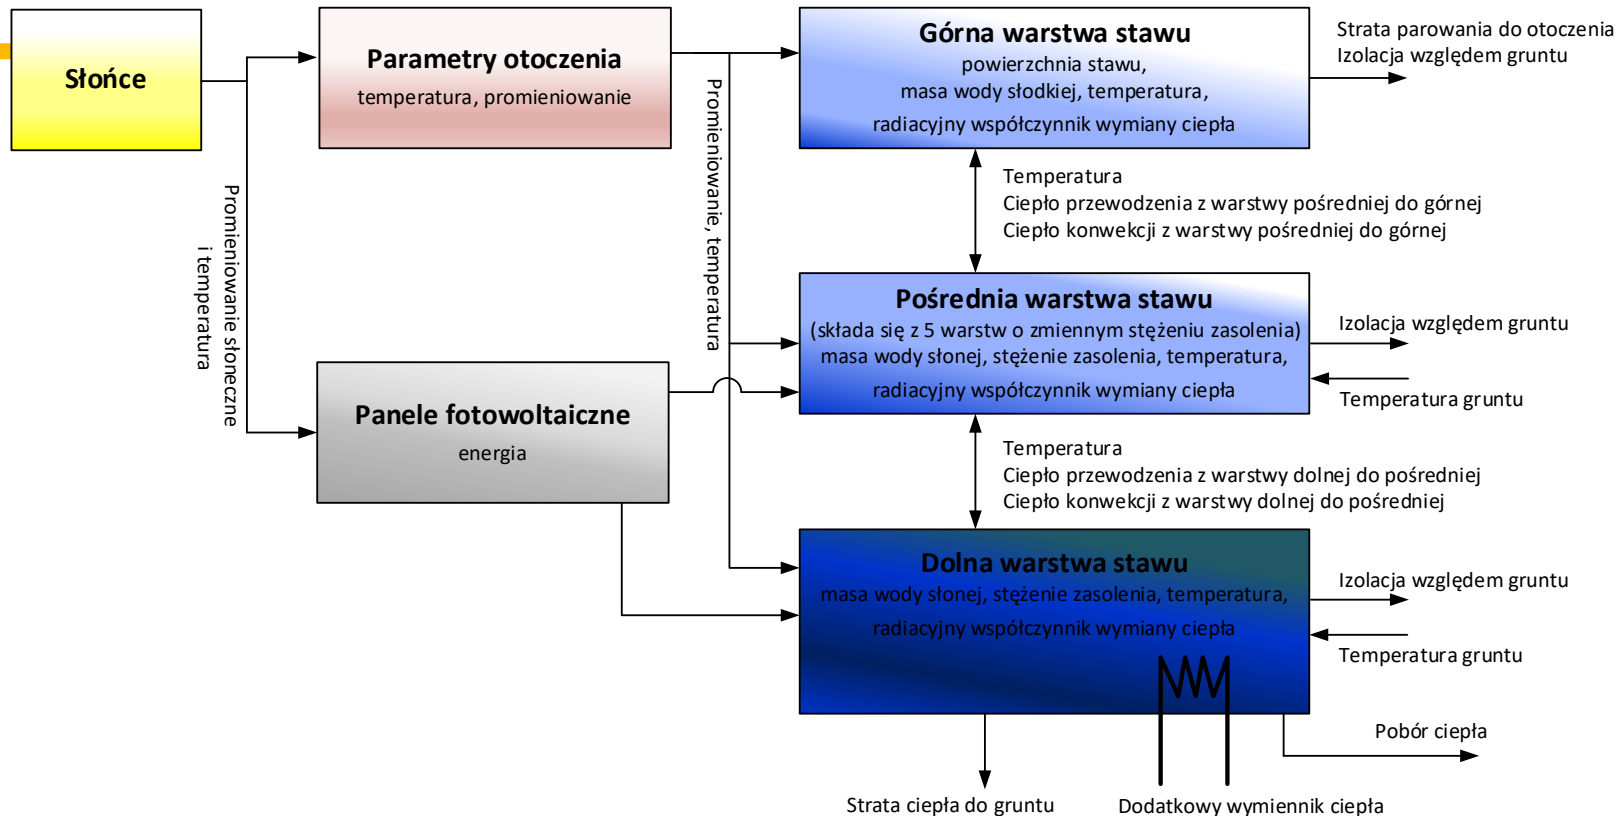 Słońce
Promieniowanie słoneczne
i temperatura
Parametry otoczenia
temperatura, promieniowanie
Panele fotowoltaiczne
energia
Promieniowanie, temperatura
Górna warstwa stawu
powierzchnia stawu,
masa wody słodkiej, temperatura,
radiacyjny współczynnik wymiany ciepła
Strata parowania do otoczenia
Izolacja względem gruntu
Temperatura
Ciepło przewodzenia z warstwy pośredniej do górnej
Ciepło konwekcji z warstwy pośredniej do górnej
Pośrednia warstwa stawu
(składa się z 5 warstw o zmiennym stężeniu zasolenia)
masa wody słonej, stężenie zasolenia, temperatura,
radiacyjny współczynnik wymiany ciepła
Izolacja względem gruntu
Temperatura gruntu
Temperatura
Ciepło przewodzenia z warstwy dolnej do pośredniej
Ciepło konwekcji z warstwy dolnej do pośredniej
Dolna warstwa stawu
masa wody słonej, stężenie zasolenia, temperatura,
radiacyjny współczynnik wymiany ciepła
Izolacja względem gruntu
Temperatura gruntu
Pobór ciepła
Strata ciepła do gruntu
Dodatkowy wymiennik ciepła